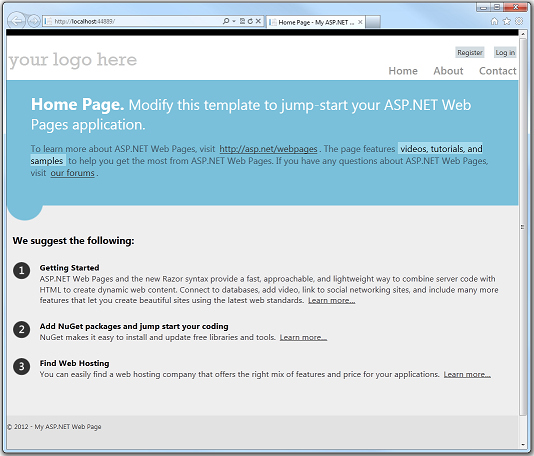 http://localhost:44889/
Home Page - My ASP.NET ...
your logo here
Register
Log in
Home
About
Contact
Home Page. Modify this template to jump-start your ASP.NET Web
Pages application.
To learn more about ASP.NET Web Pages, visit http://asp.net/webpages . The page features videos, tutorials, and
samples to help you get the most from ASP.NET Web Pages. If you have any questions about ASP.NET Web Pages,
visit our forums .
We suggest the following:
1 Getting Started
ASP.NET Web Pages and the new Razor syntax provide a fast, approachable, and lightweight way to combine server code with
HTML to create dynamic web content. Connect to databases, add video, link to social networking sites, and include many more
features that let you create beautiful sites using the latest web standards. Learn more...
2 Add NuGet packages and jump start your coding
NuGet makes it easy to install and update free libraries and tools. Learn more...
3 Find Web Hosting
You can easily find a web hosting company that offers the right mix of features and price for your applications. Learn more...
© 2012 - My ASP.NET Web Page